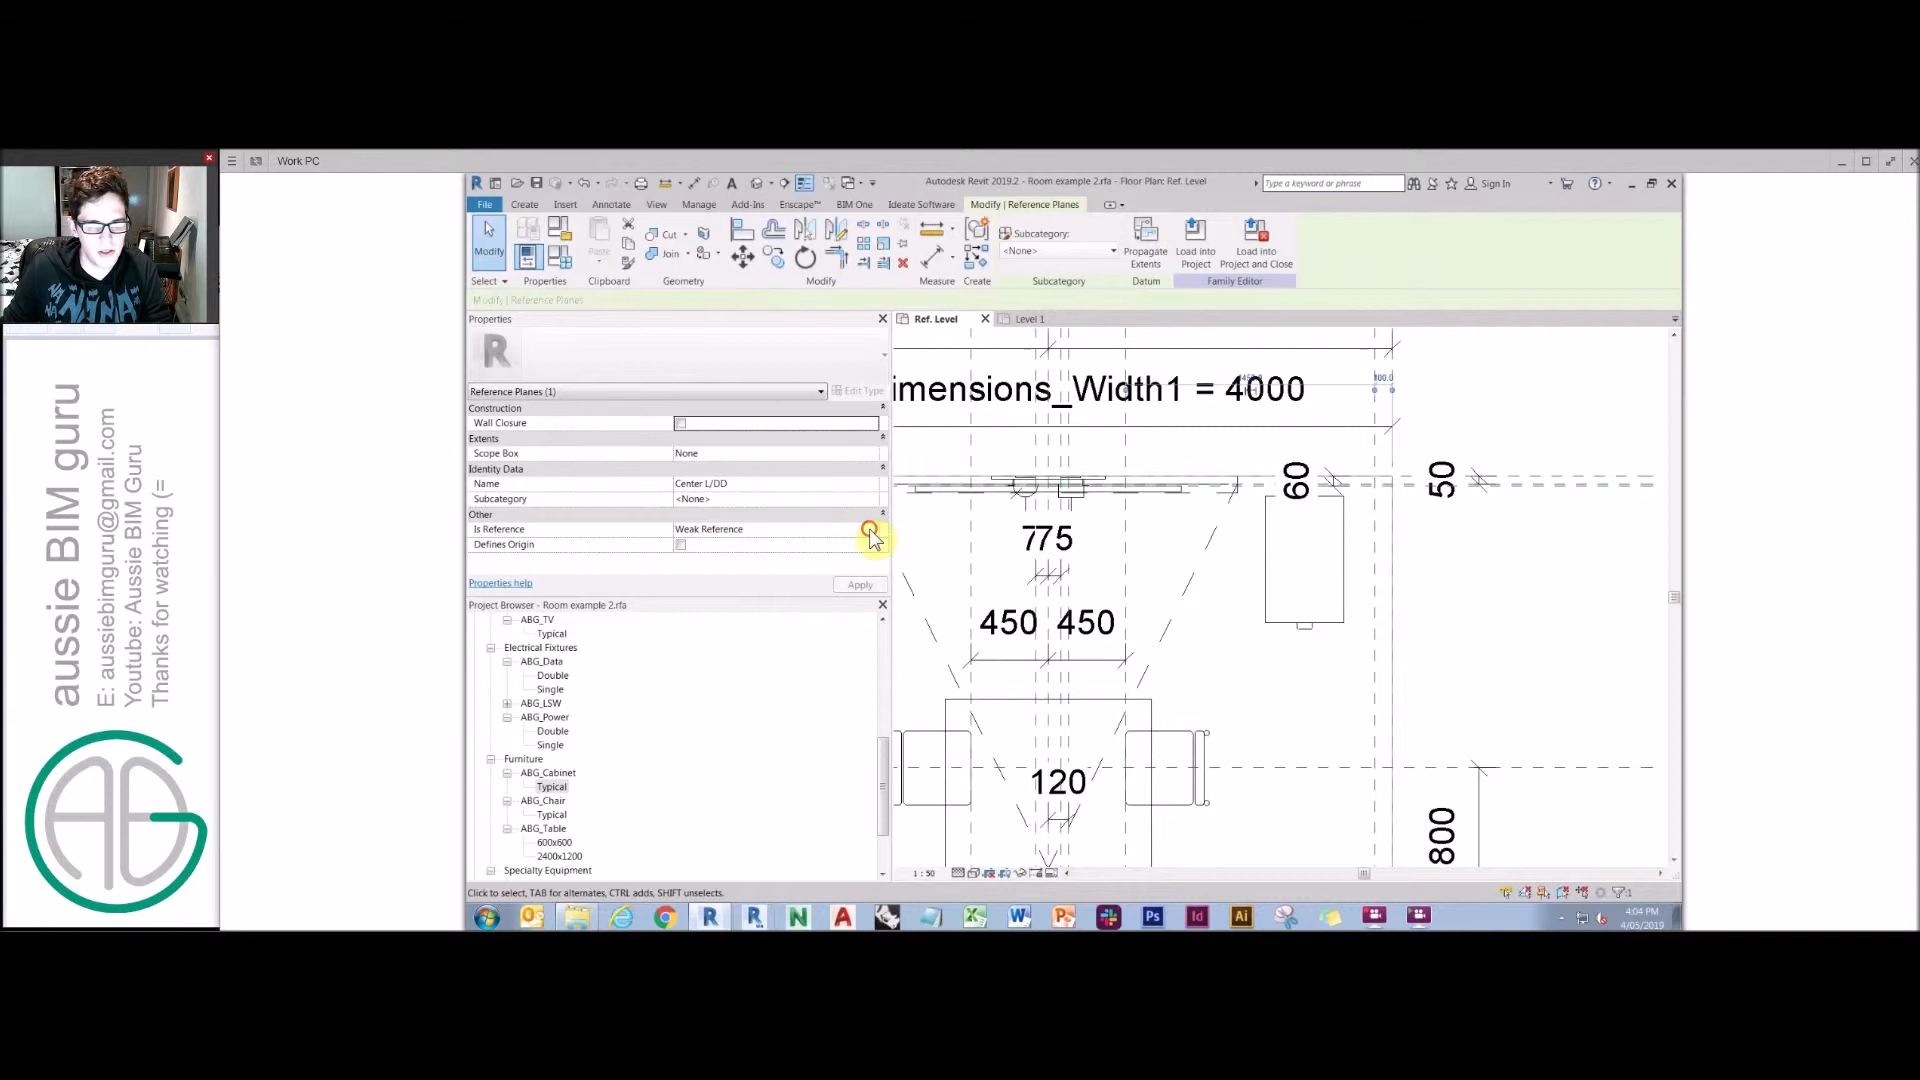 Work PC
Autodesk Revit 2019.2 - Room example 2.rfa - Floor Plan: Ref. Level
Type a keyword or phrase
Sign In
File Create Insert Annotate View Manage Add-Ins Enscape™ BIM One Ideate Software Modify | Reference Planes
Modify
Paste
Cut
Join
Subcategory:
<None>
Propagate Extents
Load into Project
Load into Project and Close
Select Properties Clipboard Geometry Modify Measure Create Subcategory Datum Family Editor
Modify | Reference Planes
Properties
Ref. Level
Level 1
Reference Planes (1)
Edit Type
Construction
Wall Closure
Extents
Scope Box None
Identity Data
Name Center L/DD
Subcategory <None>
Other
Is Reference Weak Reference
Defines Origin
Properties help
Apply
Project Browser - Room example 2.rfa
ABG_TV
Typical
Electrical Fixtures
ABG_Data
Double
Single
ABG_LSW
ABG_Power
Double
Single
Furniture
ABG_Cabinet
Typical
ABG_Chair
Typical
ABG_Table
600x600
2400x1200
Specialty Equipment
imensions_Width1 = 4000
100.0
60
50
775
450 450
120
800
1 : 50
Click to select, TAB for alternates, CTRL adds, SHIFT unselects.
4:04 PM
4/05/2019
aussie BIM guru
E: aussiebimguru@gmail.com
Youtube: Aussie BIM Guru
Thanks for watching (=
NANANA